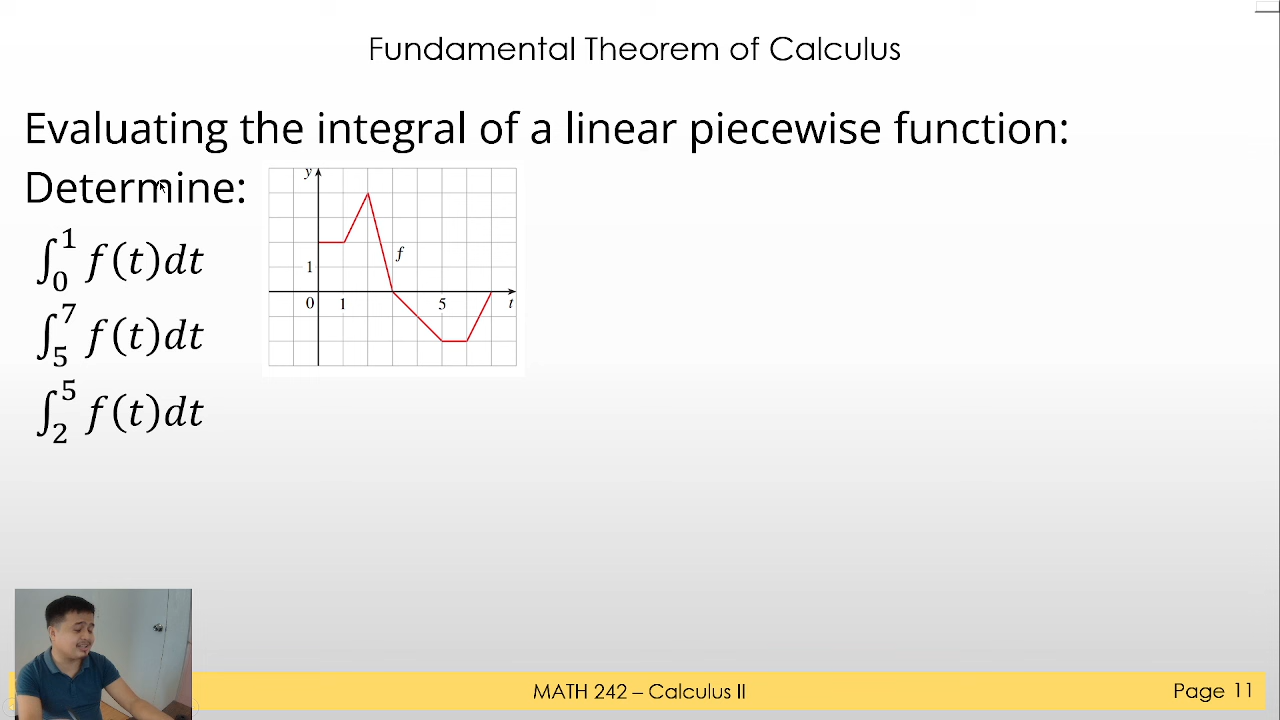 Fundamental Theorem of Calculus
Evaluating the integral of a linear piecewise function:
Determine:
∫₀¹ f(t)dt
∫₅⁷ f(t)dt
∫₂⁵ f(t)dt
y
f
1
0 1 5 t
MATH 242 – Calculus II
Page 11